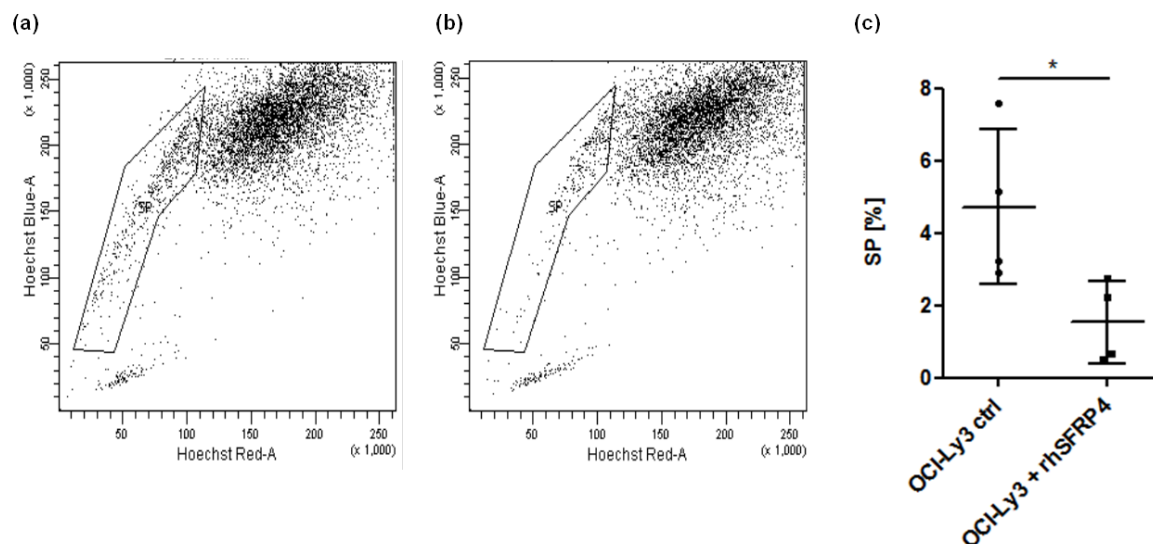 (a)
(b)
(c)
Hoechst Blue-A
(x 1,000)
250
200
150
100
50
SP
50
100
150
200
250
Hoechst Red-A
(x 1,000)
Hoechst Blue-A
(x 1,000)
250
200
150
100
50
SP
50
100
150
200
250
Hoechst Red-A
(x 1,000)
SP [%]
8
6
4
2
0
*
OCI-Ly3 ctrl
OCI-Ly3 + rhSFRP4